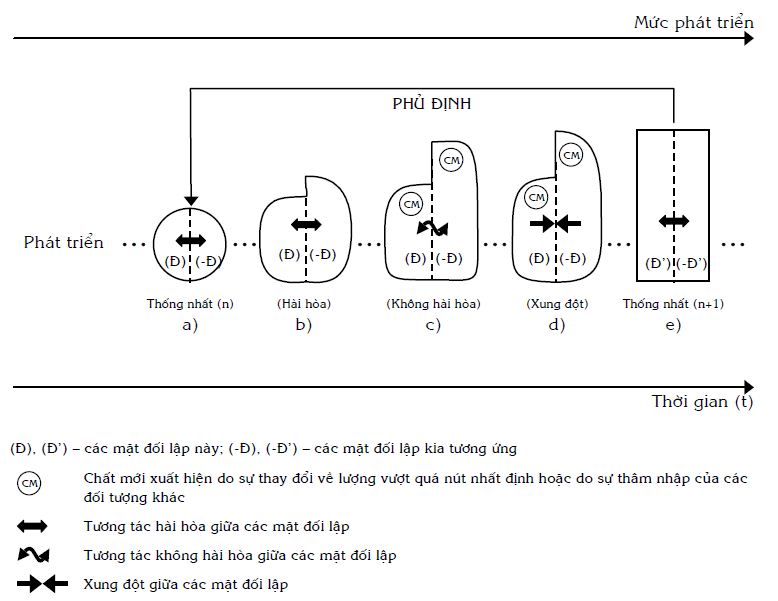 Mức phát triển
PHỦ ĐỊNH
CM
CM
CM
CM
Phát triển ... ... ... ... ... ...
(Đ) (-Đ)
(Đ) (-Đ)
(Đ) (-Đ)
(Đ) (-Đ)
(Đ’) (-Đ’)
Thống nhất (n)
(Hài hòa)
(Không hài hòa)
(Xung đột)
Thống nhất (n+1)
a)
b)
c)
d)
e)
Thời gian (t)
(Đ), (Đ’) – các mặt đối lập này; (-Đ), (-Đ’) – các mặt đối lập kia tương ứng
CM Chất mới xuất hiện do sự thay đổi về lượng vượt quá nút nhất định hoặc do sự thâm nhập của các
đối tượng khác
Tương tác hài hòa giữa các mặt đối lập
Tương tác không hài hòa giữa các mặt đối lập
Xung đột giữa các mặt đối lập